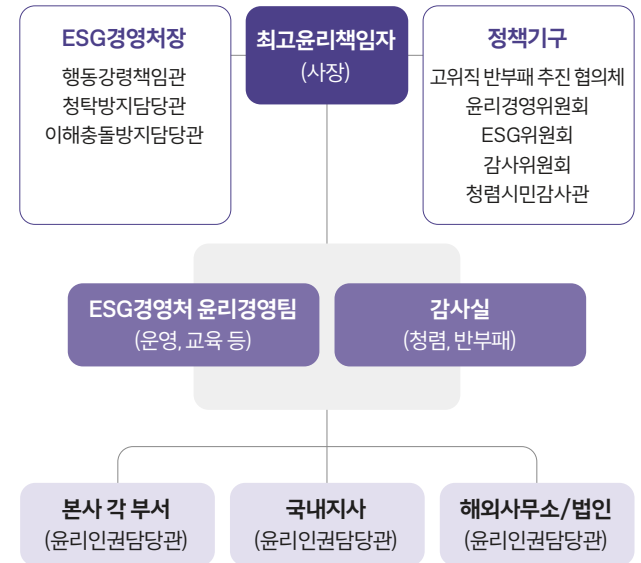 ESG경영처장
행동강령책임관
청탁방지담당관
이해충돌방지담당관
최고윤리책임자
(사장)
정책기구
고위직 반부패 추진 협의체
윤리경영위원회
ESG위원회
감사위원회
청렴시민감사관
ESG경영처 윤리경영팀
(운영, 교육 등)
감사실
(청렴, 반부패)
본사 각 부서
(윤리인권담당관)
국내지사
(윤리인권담당관)
해외사무소/법인
(윤리인권담당관)